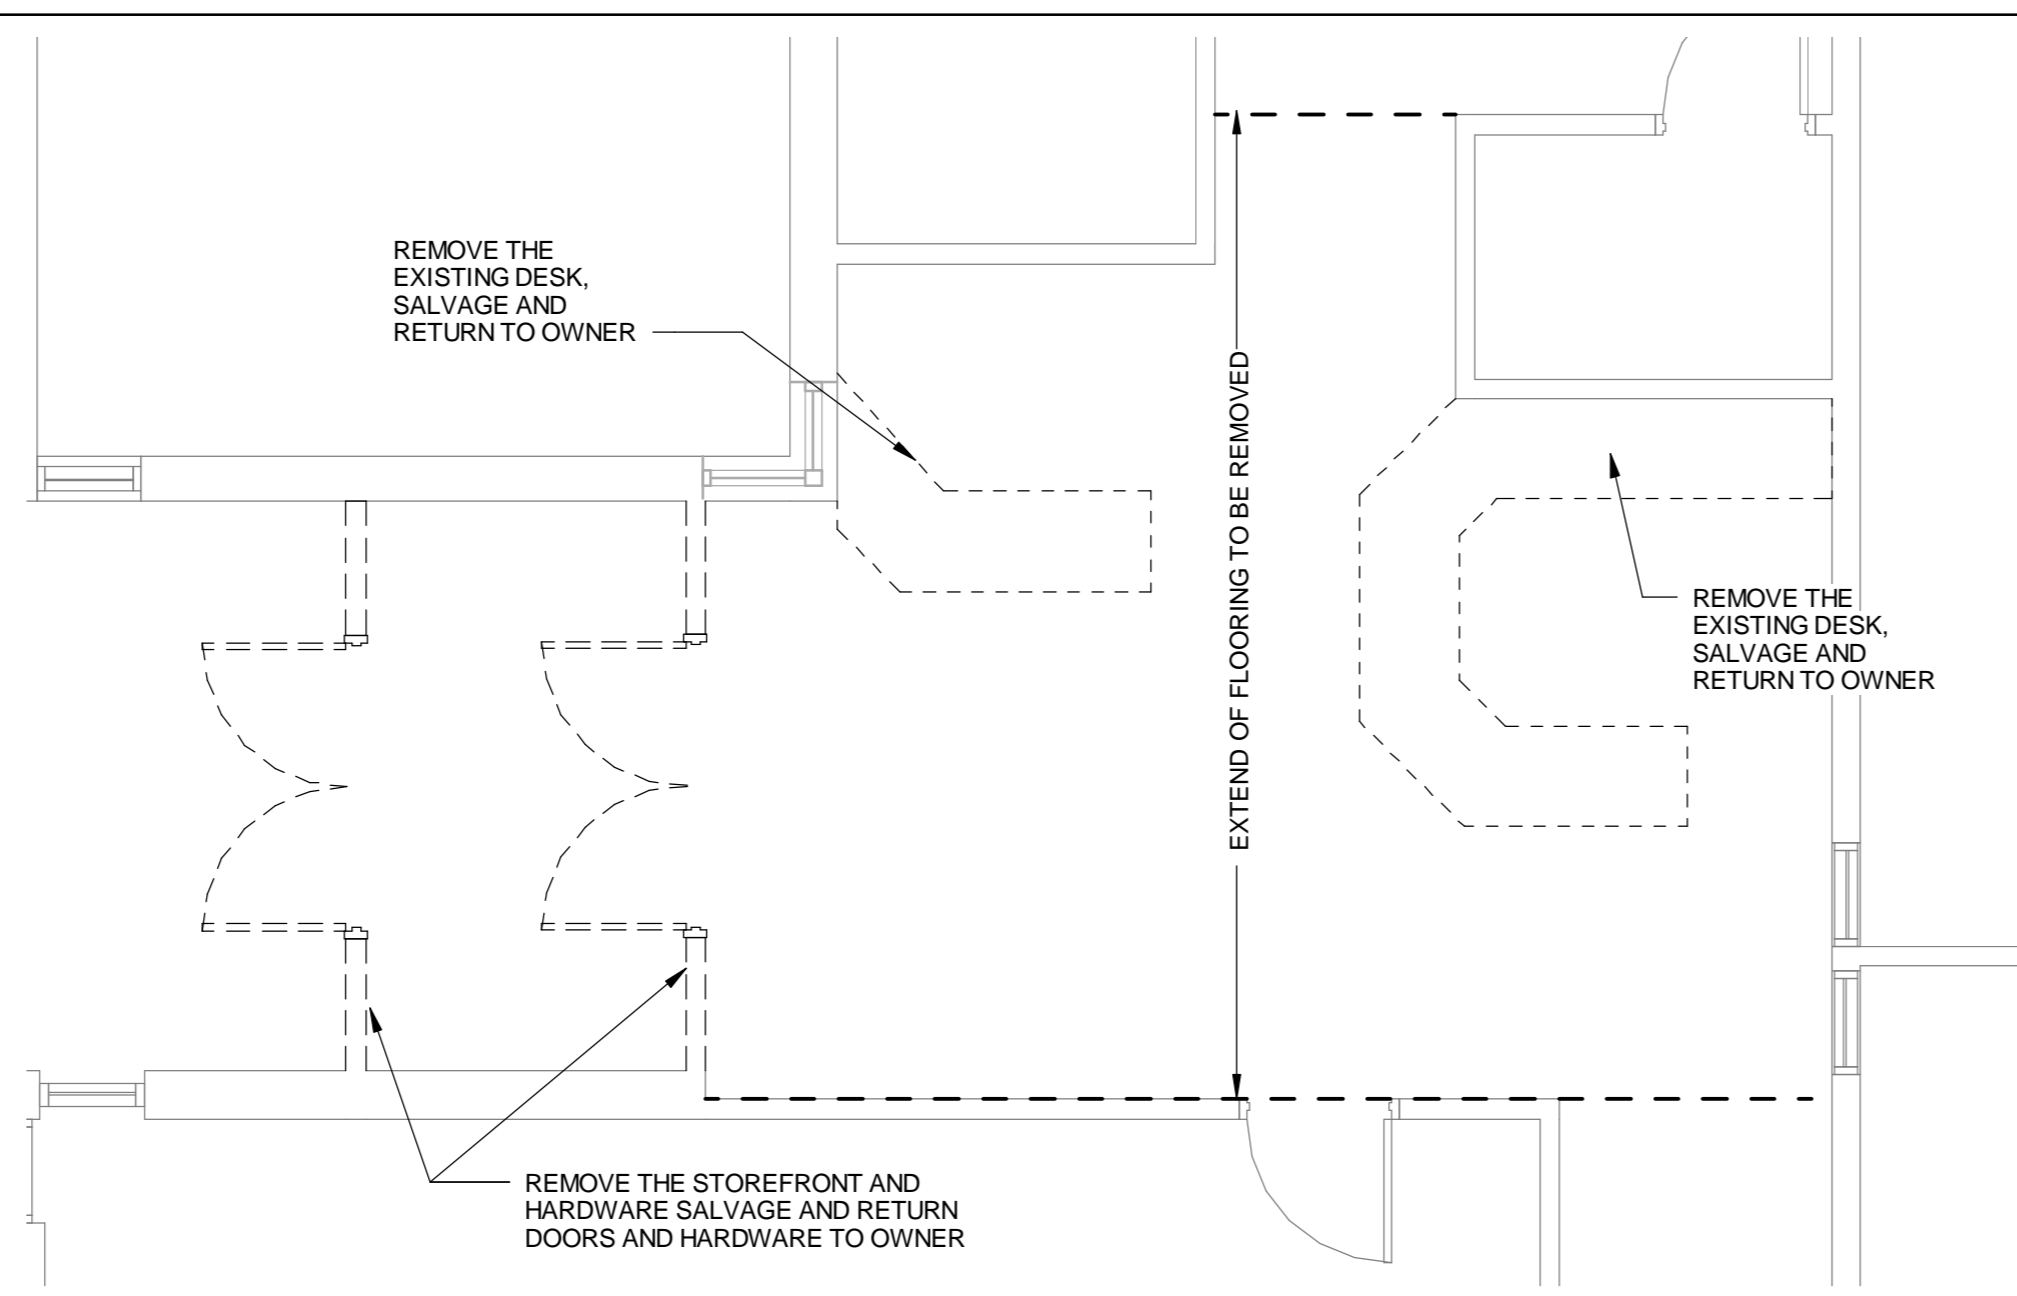 REMOVE THE
EXISTING DESK,
SALVAGE AND
RETURN TO OWNER
EXTEND OF FLOORING TO BE REMOVED
REMOVE THE
EXISTING DESK,
SALVAGE AND
RETURN TO OWNER
REMOVE THE STOREFRONT AND
HARDWARE SALVAGE AND RETURN
DOORS AND HARDWARE TO OWNER